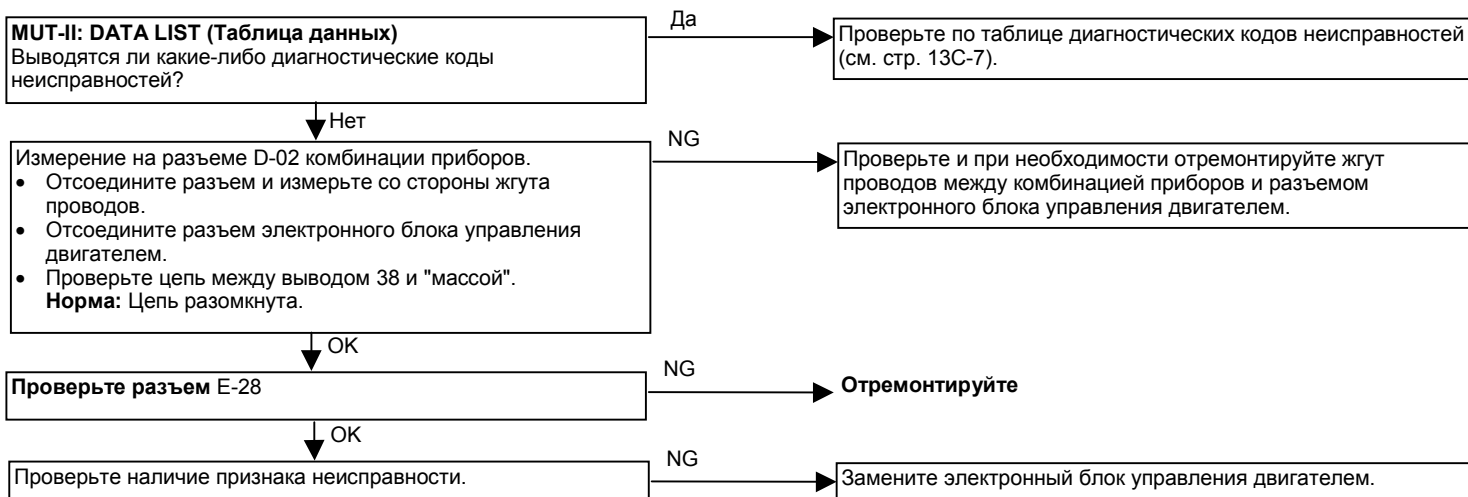 MUT-II: DATA LIST (Таблица данных)
Выводятся ли какие-либо диагностические коды
неисправностей?
Да
Проверьте по таблице диагностических кодов неисправностей
(см. стр. 13C-7).
Нет
Измерение на разъеме D-02 комбинации приборов.
• Отсоедините разъем и измерьте со стороны жгута
проводов.
• Отсоедините разъем электронного блока управления
двигателем.
• Проверьте цепь между выводом 38 и "массой".
Норма: Цепь разомкнута.
NG
Проверьте и при необходимости отремонтируйте жгут
проводов между комбинацией приборов и разъемом
электронного блока управления двигателем.
OK
Проверьте разъем E-28
NG
Отремонтируйте
OK
Проверьте наличие признака неисправности.
NG
Замените электронный блок управления двигателем.